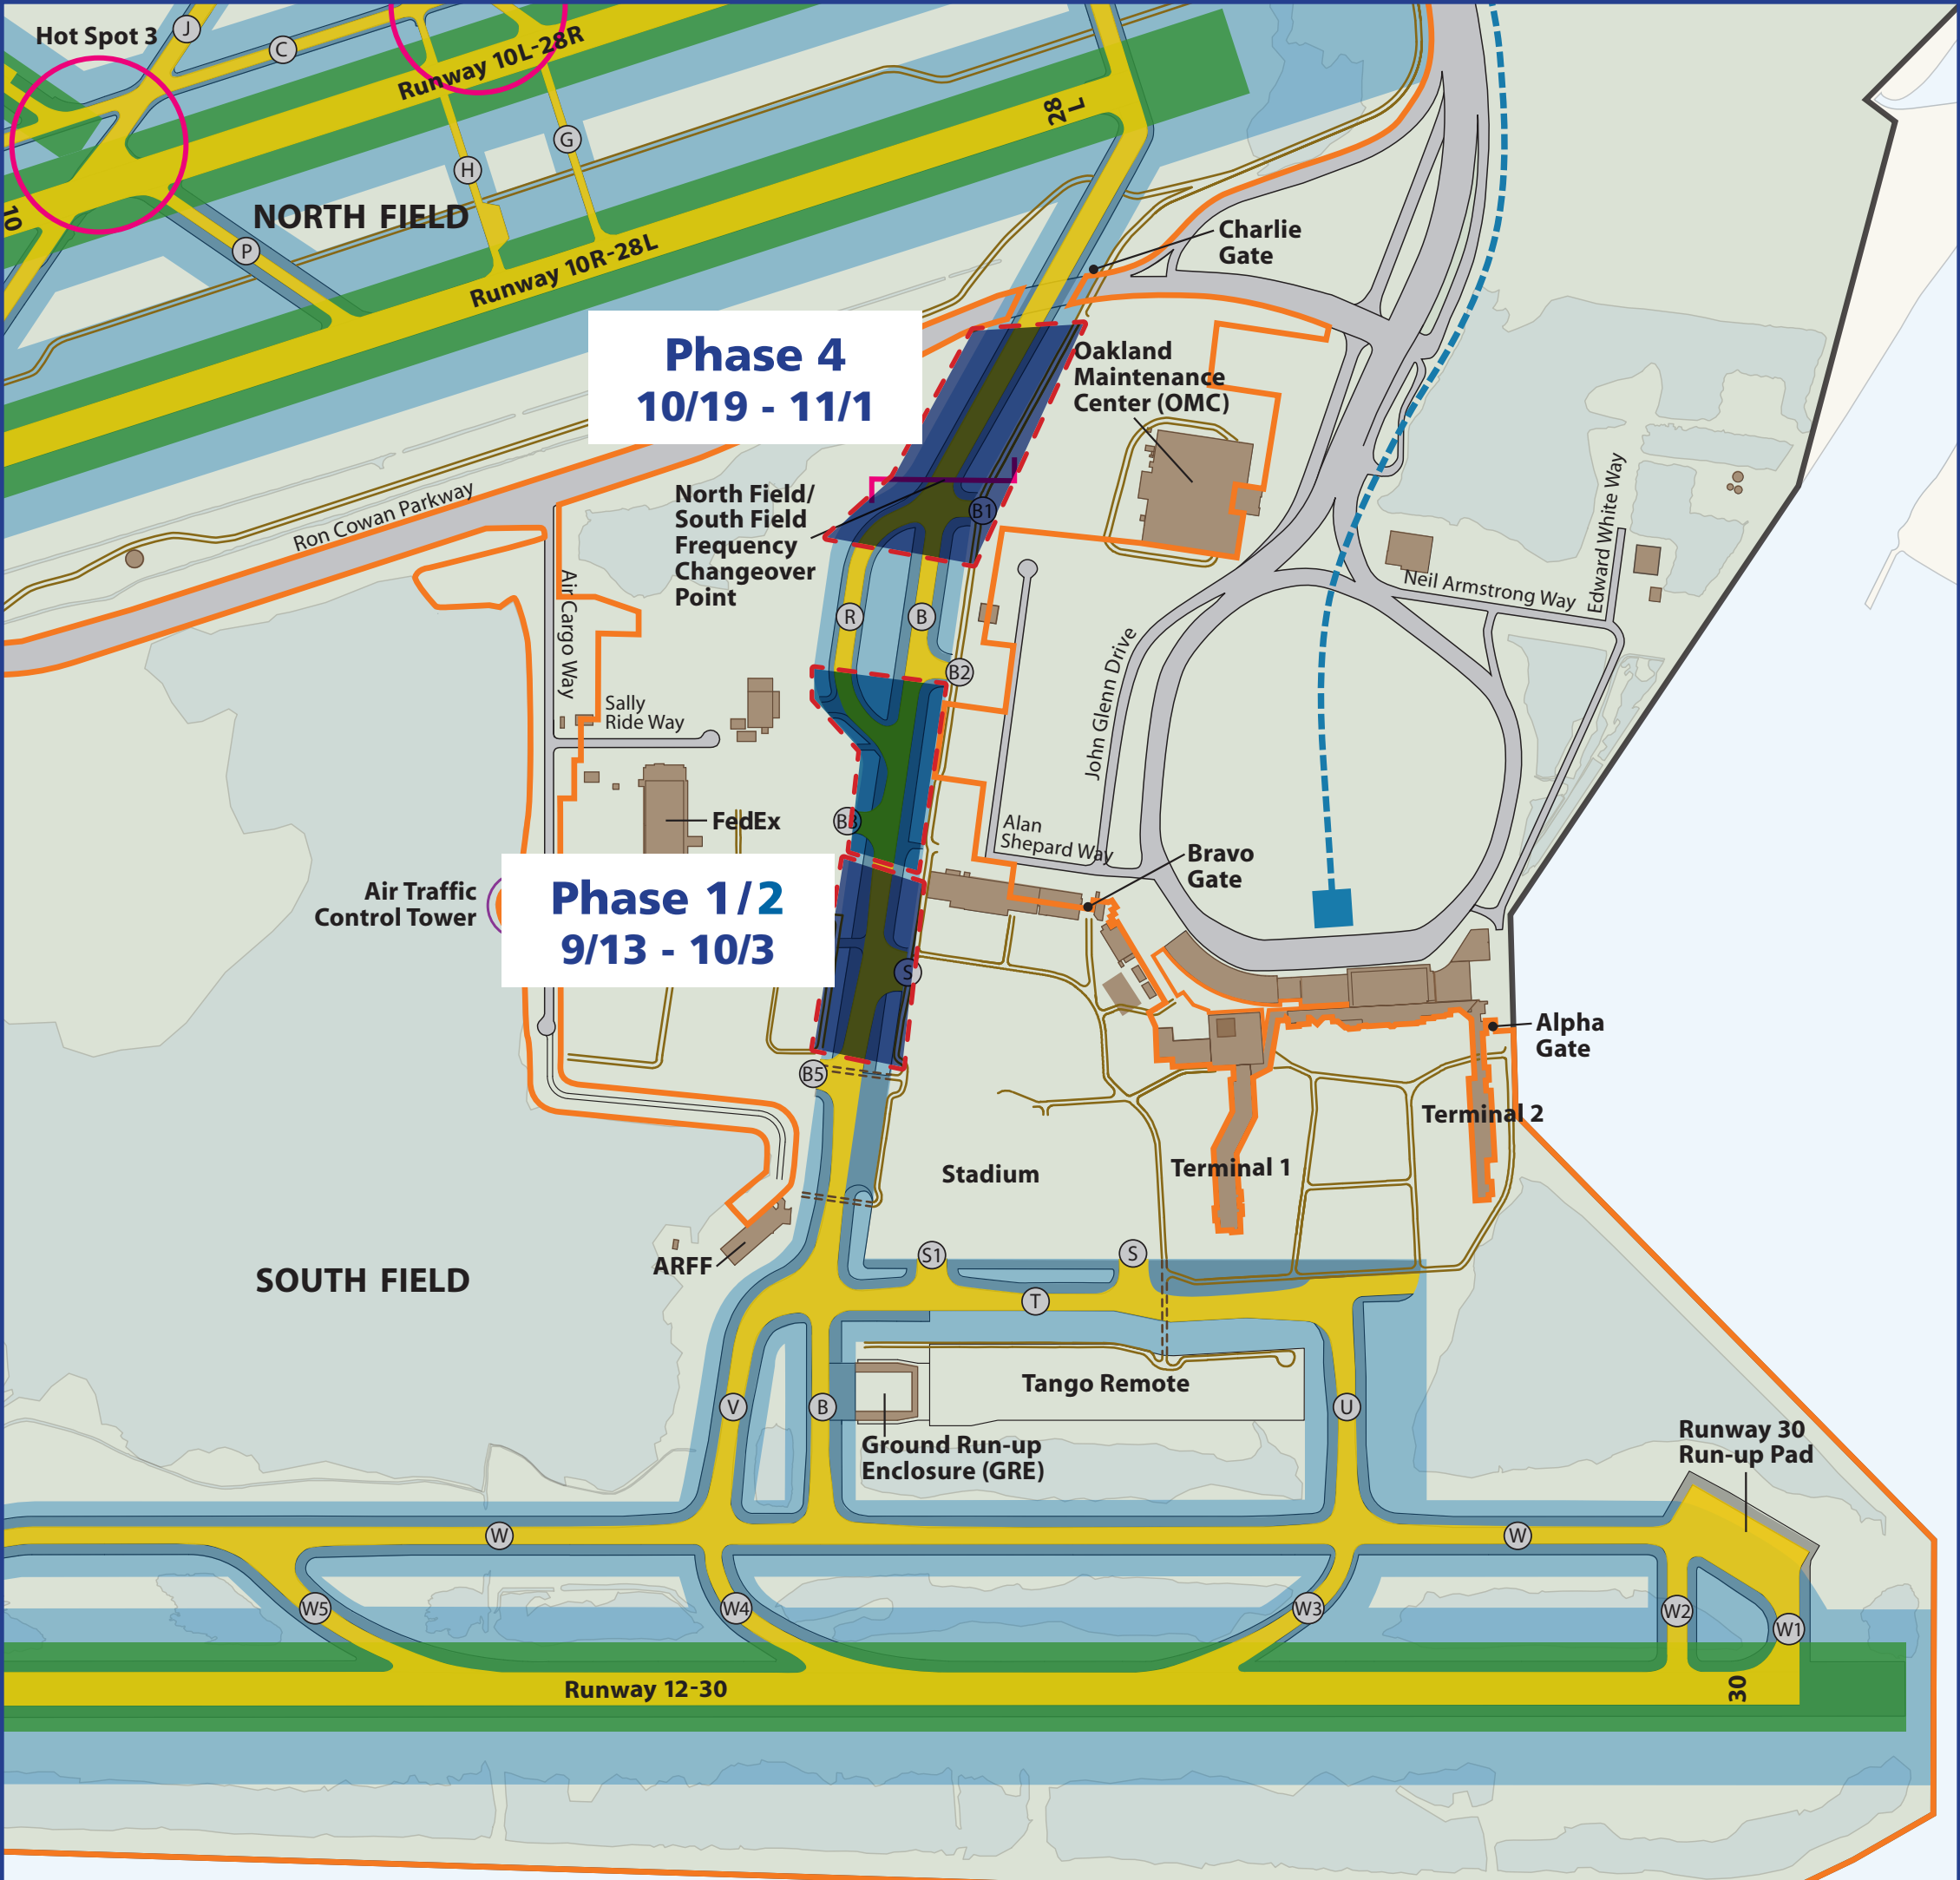 Hot Spot 3
J
C
Runway 10L-28R
28
L
G
H
10
NORTH FIELD
P
Runway 10R-28L
Charlie
Gate
Phase 4
10/19 - 11/1
Oakland
Maintenance
Center (OMC)
Ron Cowan Parkway
North Field/
South Field
Frequency
Changeover
Point
B1
Edward White Way
Neil Armstrong Way
Air Cargo Way
R
B
B2
John Glenn Drive
Sally
Ride Way
FedEx
B3
Alan
Shepard Way
Bravo
Gate
Air Traffic
Control Tower
Phase 1/2
9/13 - 10/3
S
Alpha
Gate
B5
Terminal 2
Stadium
Terminal 1
ARFF
S1
S
SOUTH FIELD
T
Tango Remote
V
B
U
Ground Run-up
Enclosure (GRE)
Runway 30
Run-up Pad
W
W
W5
W4
W3
W2
W1
Runway 12-30
30